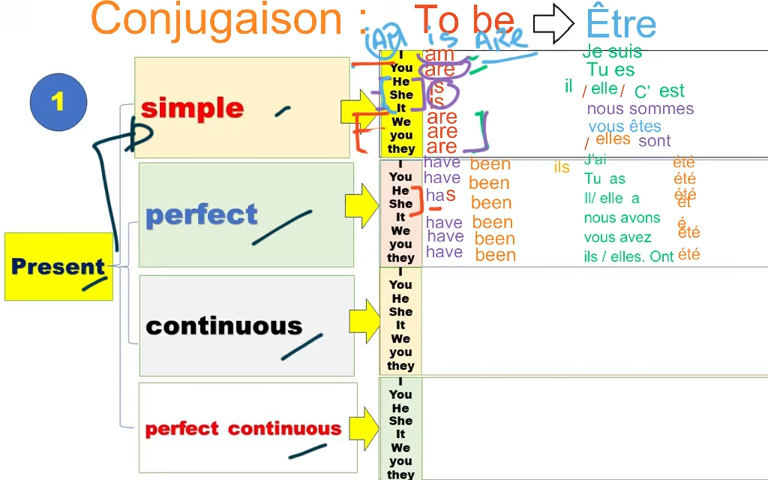 Conjugaison : To be Être
AM is ARE
1
Present
simple
I am Je suis
You are Tu es
He is il / elle / C' est
She is
It
We are nous sommes
you are vous êtes
they are / elles sont
perfect
I have been ils J'ai été
You have been Tu as été
He has been Il/ elle a été
She
It
We have been nous avons é
you have been vous avez été
they have been ils / elles. Ont été
continuous
I
You
He
She
It
We
you
they
perfect continuous
I
You
He
She
It
We
you
they